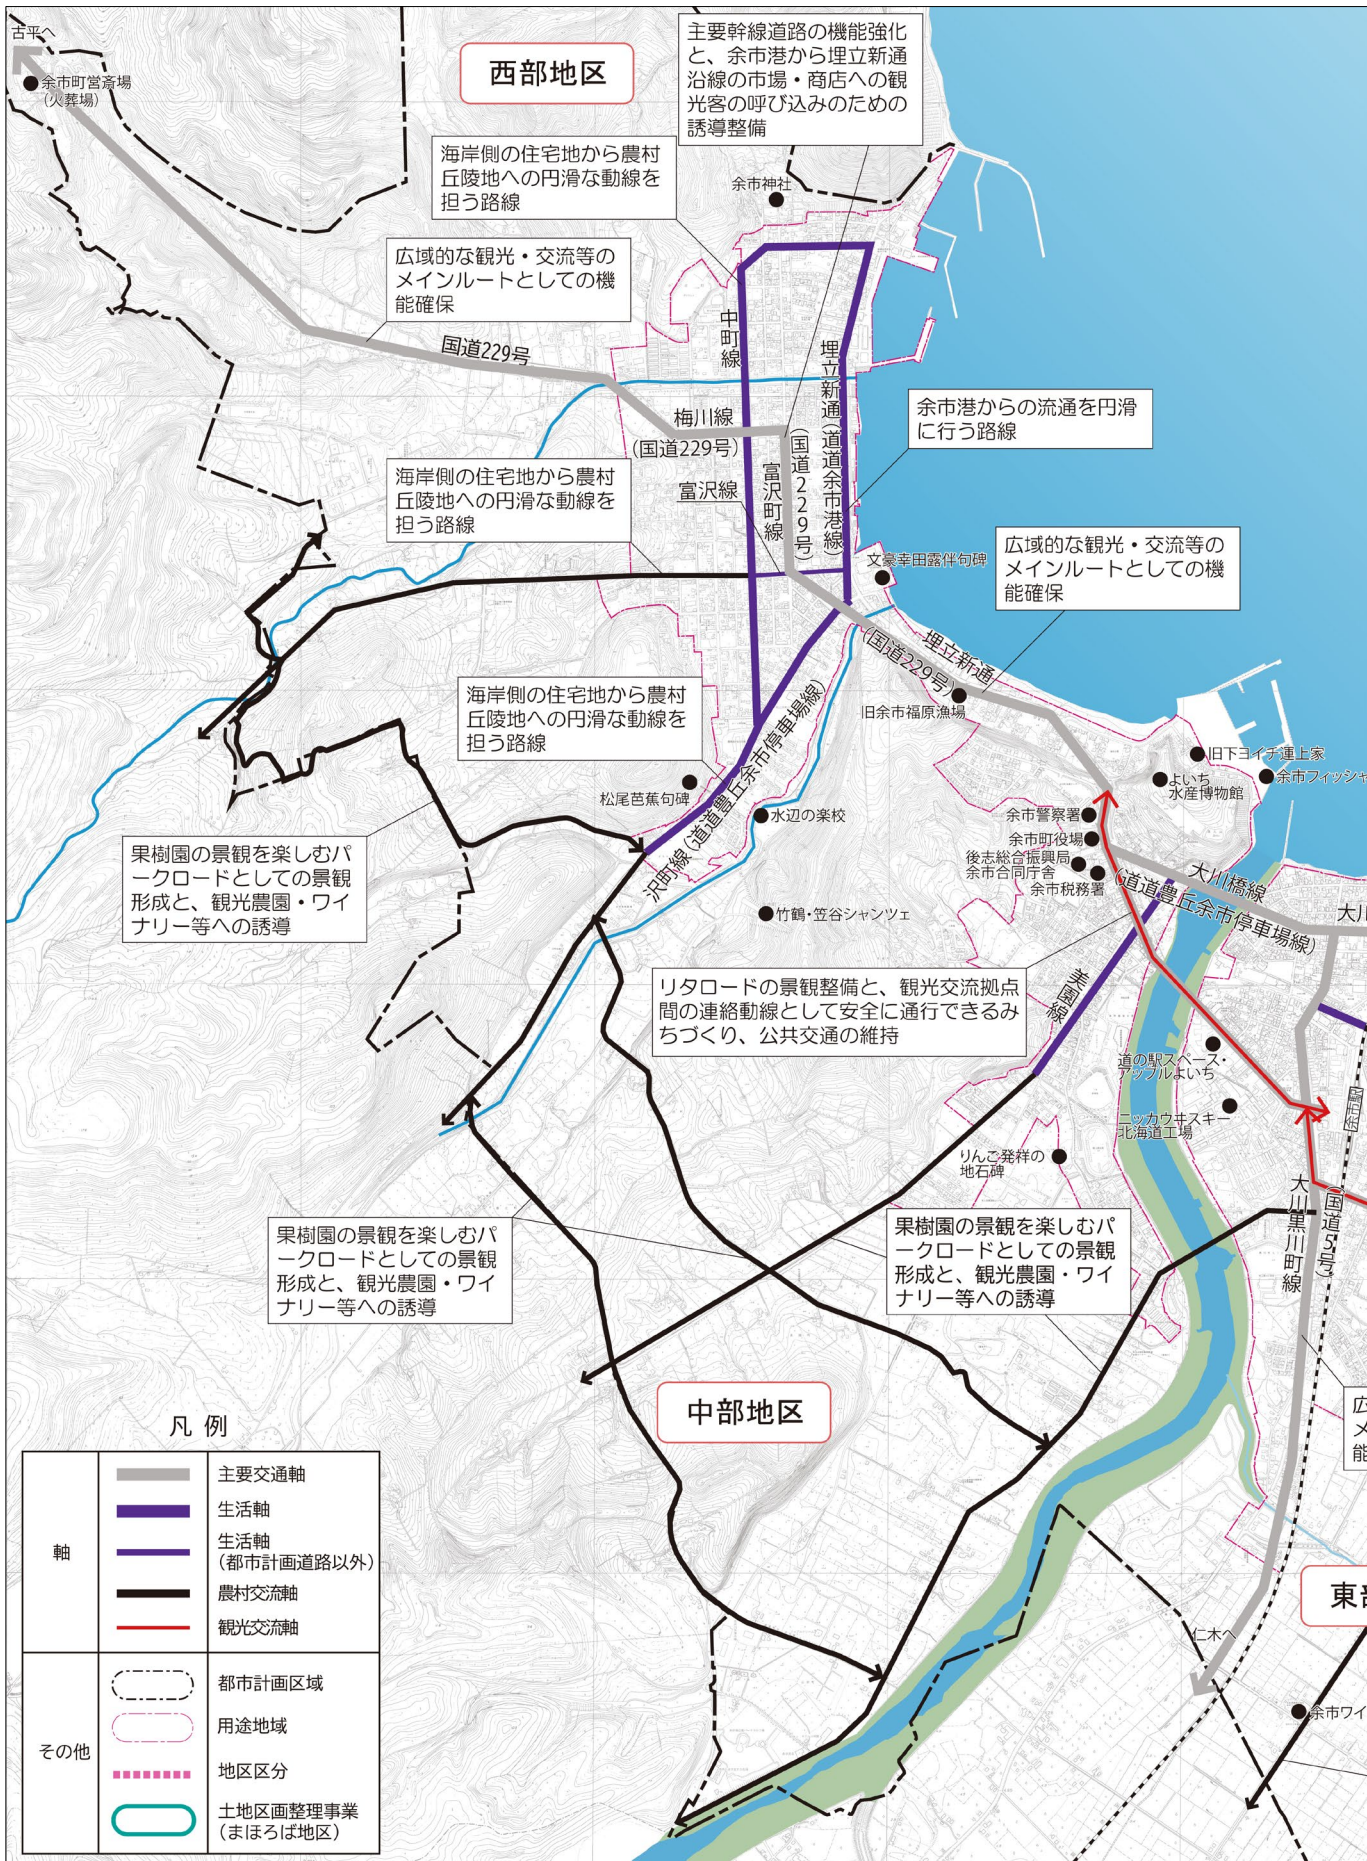 古平へ
余市町営斎場
(火葬場)
西部地区
主要幹線道路の機能強化
と、余市港から埋立新通
沿線の市場・商店への観
光客の呼び込みのための
誘導整備
海岸側の住宅地から農村
丘陵地への円滑な動線を
担う路線
余市神社
広域的な観光・交流等の
メインルートとしての機
能確保
国道229号
中町線
埋立新通(道道余市港線)
梅川線
(国道229号)
(国道229号)
富沢町線
富沢線
余市港からの流通を円滑
に行う路線
海岸側の住宅地から農村
丘陵地への円滑な動線を
担う路線
文豪幸田露伴句碑
広域的な観光・交流等の
メインルートとしての機
能確保
埋立新通
(国道229号)
旧余市福原漁場
海岸側の住宅地から農村
丘陵地への円滑な動線を
担う路線
松尾芭蕉句碑
沢町線(道道豊丘余市停車場線)
水辺の楽校
旧下ヨイチ運上家
よいち
水産博物館
余市フィッシャ
余市警察署
余市町役場
後志総合振興局
余市合同庁舎
余市税務署
大川橋線
(道道豊丘余市停車場線)
大川
果樹園の景観を楽しむパ
ークロードとしての景観
形成と、観光農園・ワイ
ナリー等への誘導
竹鶴・笠谷シャンツェ
リタロードの景観整備と、観光交流拠点
間の連絡動線として安全に通行できるみ
ちづくり、公共交通の維持
美園線
道の駅スペース・
アップルよいち
ニッカウヰスキー
北海道工場
余市駅
りんご発祥の
地石碑
大川黒川町線
(国道5号)
果樹園の景観を楽しむパ
ークロードとしての景観
形成と、観光農園・ワイ
ナリー等への誘導
果樹園の景観を楽しむパ
ークロードとしての景観
形成と、観光農園・ワイ
ナリー等への誘導
中部地区
広
メ
能
東部
仁木へ
余市ワイ
凡 例
軸
主要交通軸
生活軸
生活軸
(都市計画道路以外)
農村交流軸
観光交流軸
その他
都市計画区域
用途地域
地区区分
土地区画整理事業
(まほろば地区)